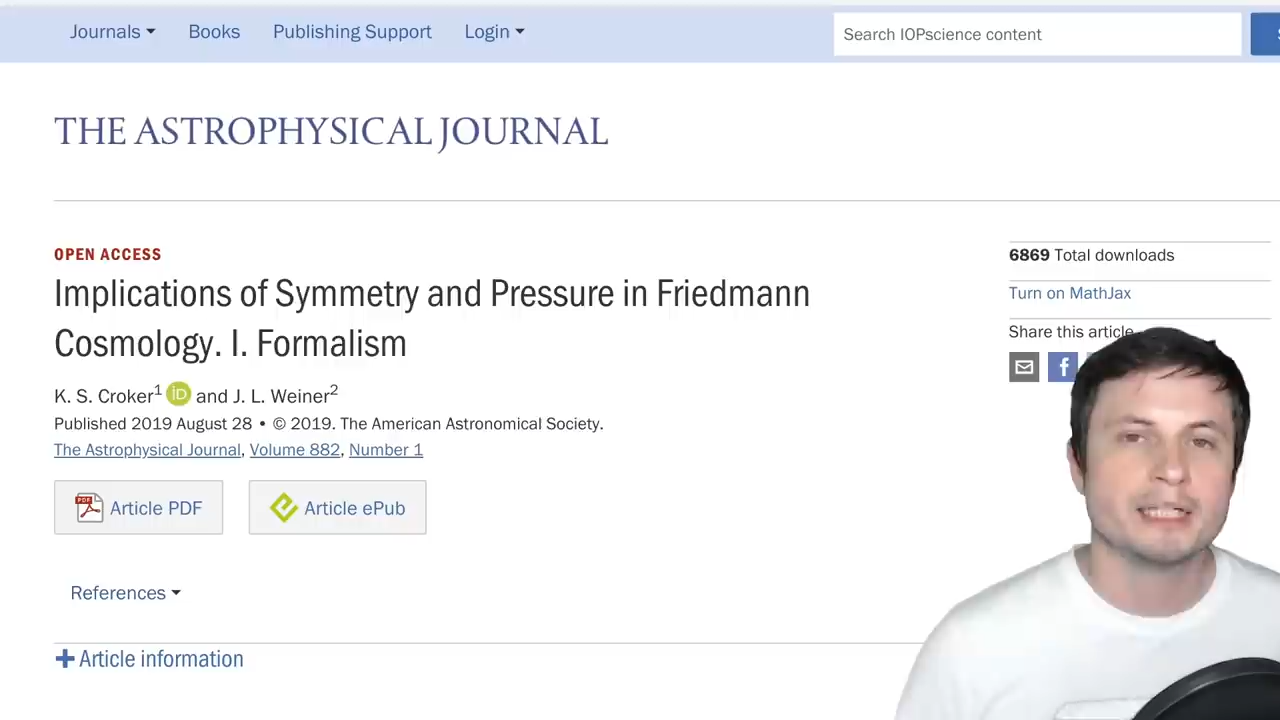 Journals Books Publishing Support Login Search IOPscience content
THE ASTROPHYSICAL JOURNAL
OPEN ACCESS
Implications of Symmetry and Pressure in Friedmann
Cosmology. I. Formalism
K. S. Croker1 iD and J. L. Weiner2
Published 2019 August 28 • © 2019. The American Astronomical Society.
The Astrophysical Journal, Volume 882, Number 1
PDF Article PDF Article ePub
References
Article information
6869 Total downloads
Turn on MathJax
Share this article
f